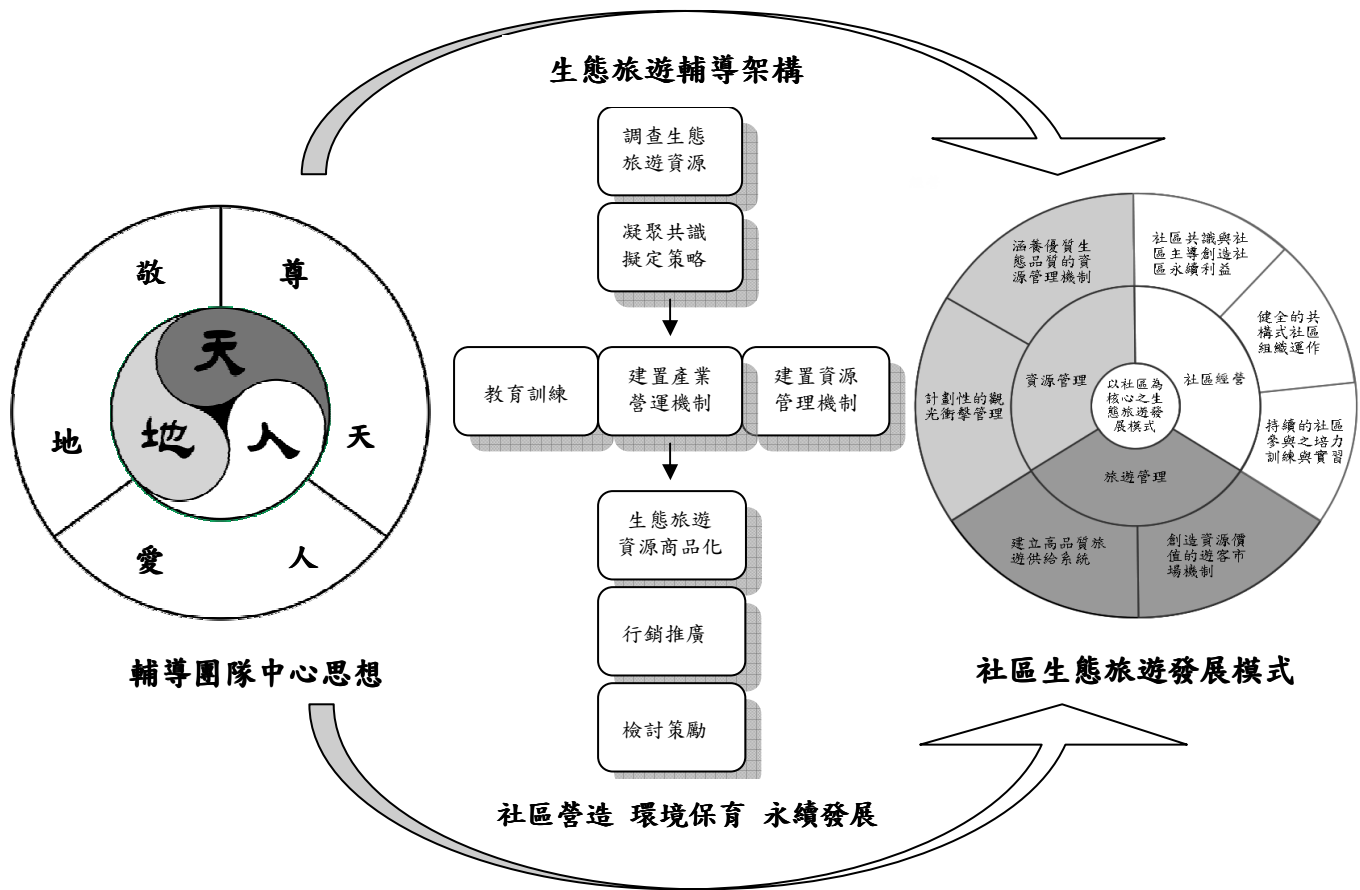 生態旅遊輔導架構
調查生態
旅遊資源
凝聚共識
擬定策略
教育訓練
建置產業
營運機制
建置資源
管理機制
生態旅遊
資源商品化
行銷推廣
檢討策勵
社區營造 環境保育 永續發展
敬
尊
天
地
人
地
天
愛
人
輔導團隊中心思想
涵養優質生
態品質的資
源管理機制
社區共識與社
區主導創造社
區永續利益
健全的共
構式社區
組織運作
持續的社區
參與之培力
訓練與實習
計劃性的觀
光衝擊管理
資源管理
社區經營
以社區為
核心之生
態旅遊發
展模式
旅遊管理
建立高品質旅
遊供給系統
創造資源價
值的遊客市
場機制
社區生態旅遊發展模式